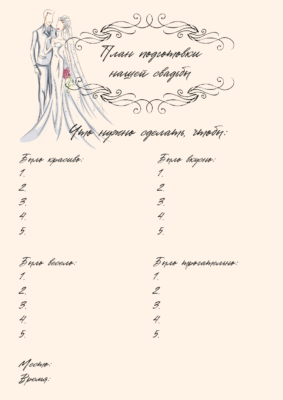 План подготовки
нашей свадьбы
Что нужно сделать, чтобы:
Было красиво:
1.
2.
3.
4.
5.
Было вкусно:
1.
2.
3.
4.
5.
Было весело:
1.
2.
3.
4.
5.
Было трогательно:
1.
2.
3.
4.
5.
Место:
Время: